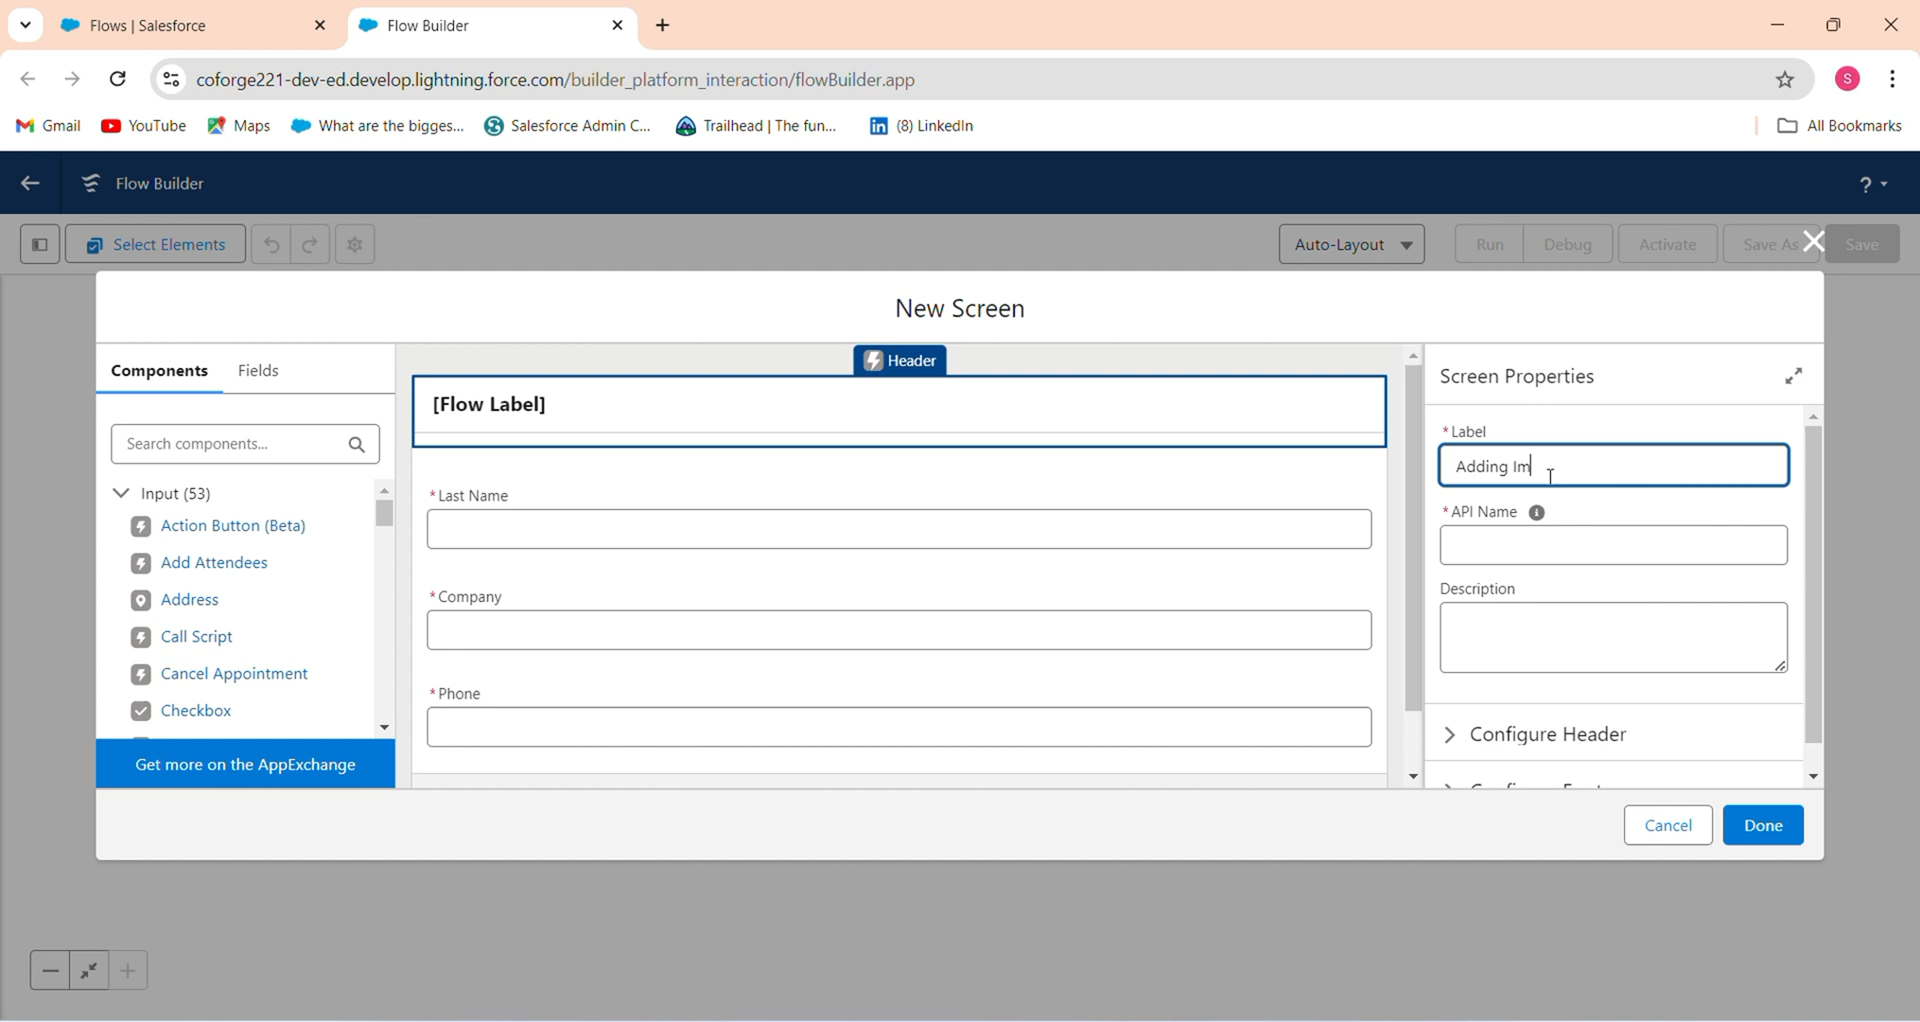 Flows | Salesforce
Flow Builder
coforge221-dev-ed.develop.lightning.force.com/builder_platform_interaction/flowBuilder.app
S
Gmail
YouTube
Maps
What are the bigges...
Salesforce Admin C...
Trailhead | The fun...
(8) LinkedIn
All Bookmarks
Flow Builder
?
Select Elements
Auto-Layout
Run
Debug
Activate
Save As
Save
New Screen
Components
Fields
Search components...
Input (53)
Action Button (Beta)
Add Attendees
Address
Call Script
Cancel Appointment
Checkbox
Get more on the AppExchange
Header
[Flow Label]
* Last Name
* Company
* Phone
Screen Properties
* Label
Adding Im
* API Name
Description
Configure Header
Cancel
Done